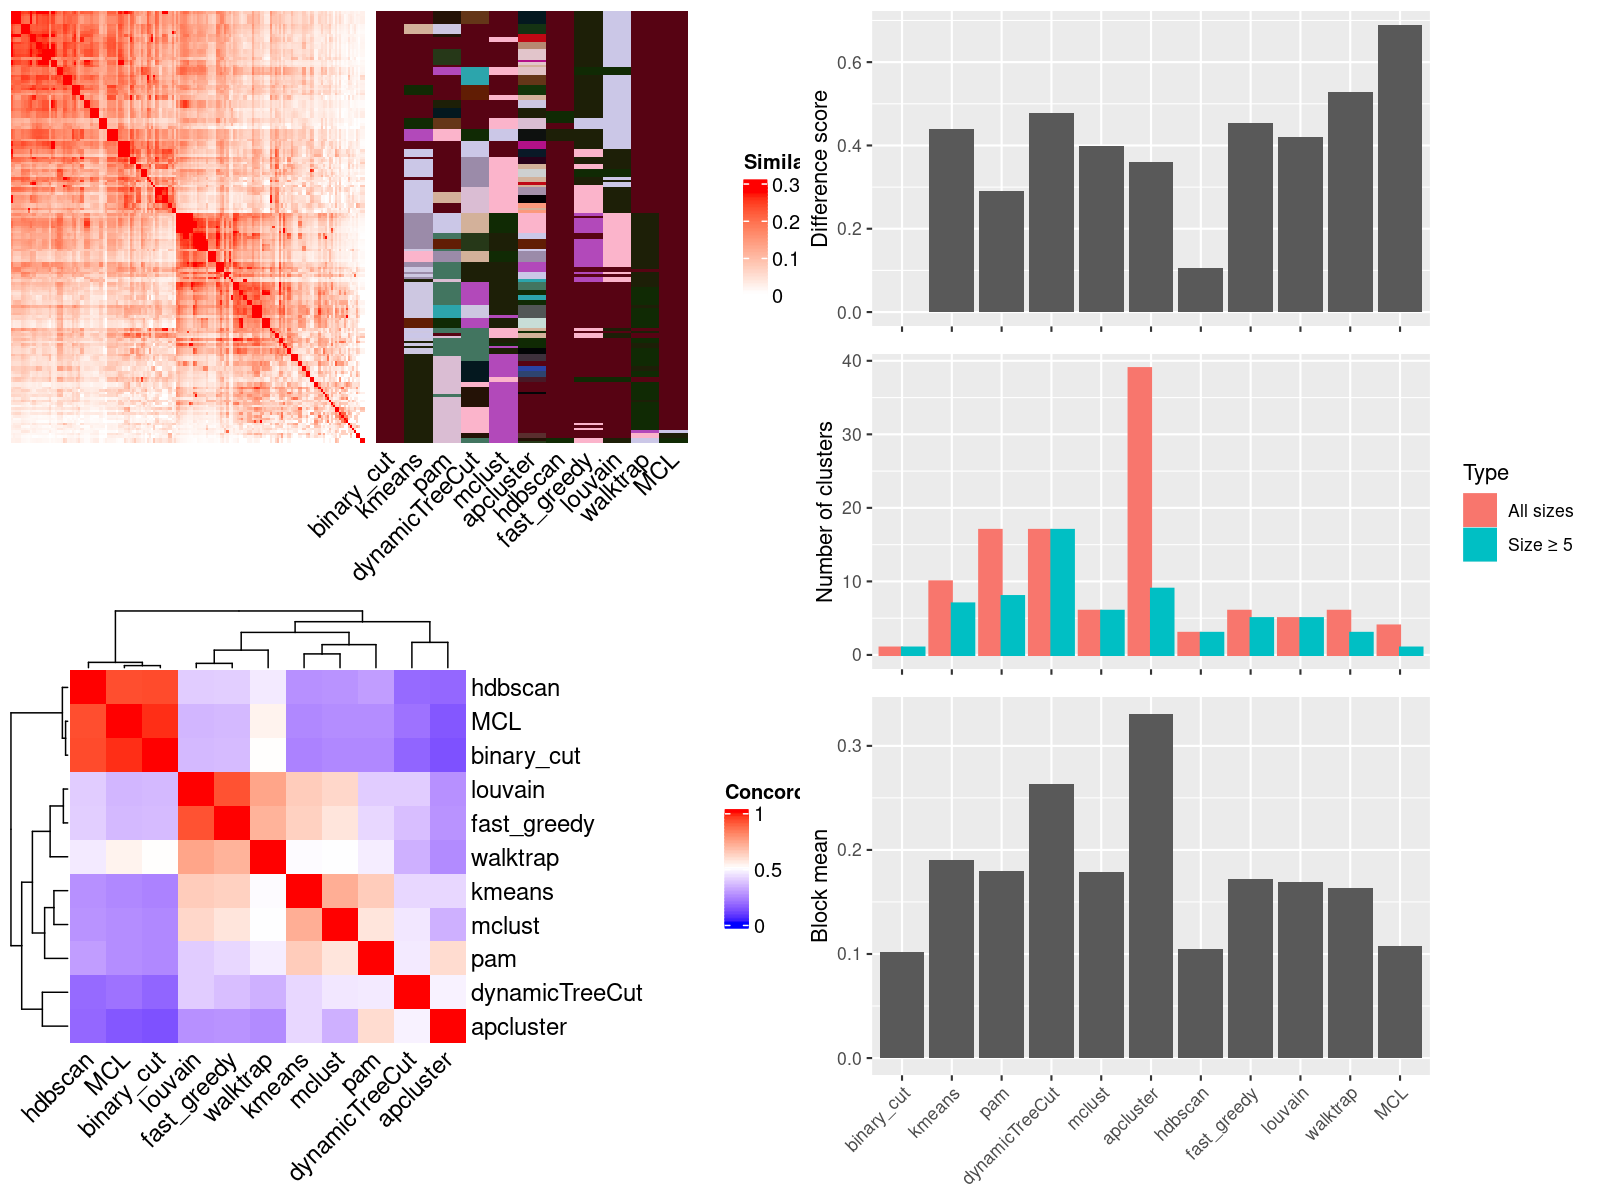 Simila
0.3
0.2
0.1
0
binary_cut
kmeans
pam
dynamicTreeCut
mclust
apcluster
hdbscan
fast_greedy
louvain
walktrap
MCL
hdbscan
MCL
binary_cut
louvain
fast_greedy
walktrap
kmeans
mclust
pam
dynamicTreeCut
apcluster
Concord
1
0.5
0
hdbscan
MCL
binary_cut
louvain
fast_greedy
walktrap
kmeans
mclust
pam
dynamicTreeCut
apcluster
Difference score
0.6
0.4
0.2
0.0
Number of clusters
40
30
20
10
0
Type
All sizes
Size ≥ 5
Block mean
0.3
0.2
0.1
0.0
binary_cut
kmeans
pam
dynamicTreeCut
mclust
apcluster
hdbscan
fast_greedy
louvain
walktrap
MCL